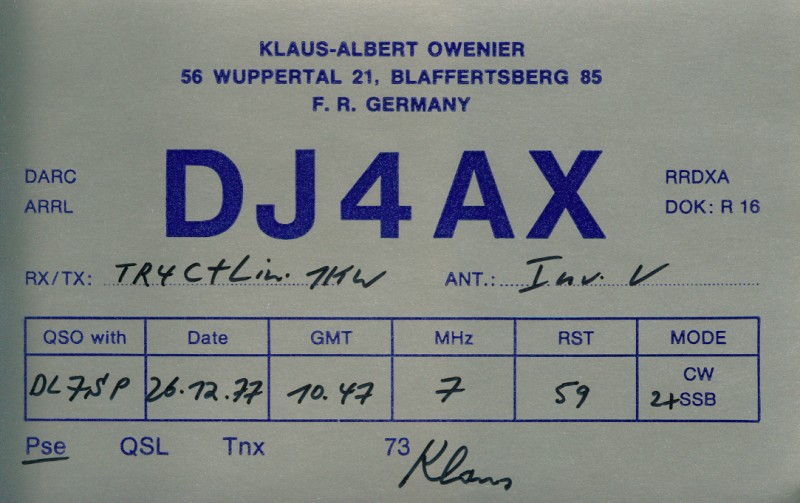 KLAUS-ALBERT OWENIER
56 WUPPERTAL 21, BLAFFERTSBERG 85
F. R. GERMANY
DARC DJ4AX RRDXA
ARRL DOK: R 16
RX/TX: TR4C+Lin. 1KW ANT.: Inv. V
QSO with Date GMT MHz RST MODE
DL7SP 26.12.77 10.47 7 59 CW
2x SSB
Pse QSL Tnx 73 Klaus